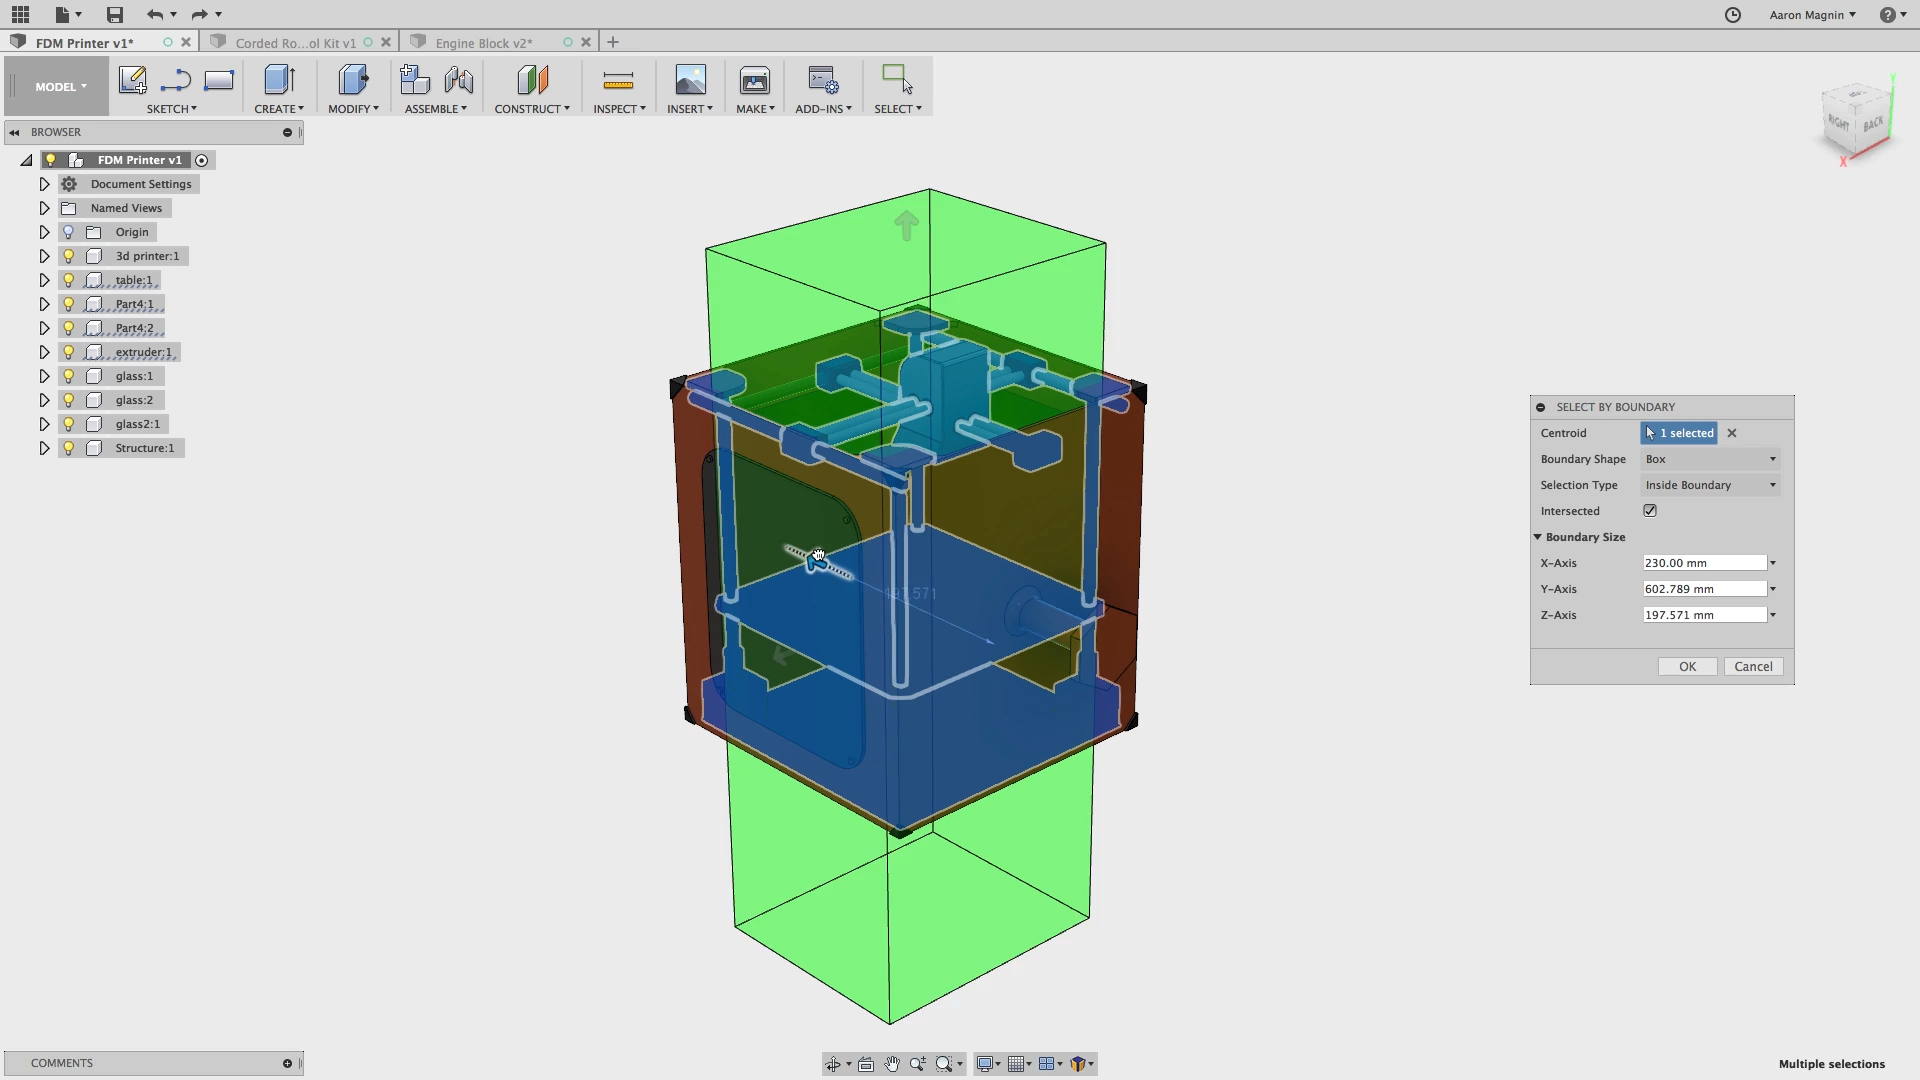 Aaron Magnin
?
FDM Printer v1*
Corded Ro...ol Kit v1
Engine Block v2*
MODEL
SKETCH
CREATE
MODIFY
ASSEMBLE
CONSTRUCT
INSPECT
INSERT
MAKE
ADD-INS
SELECT
BROWSER
FDM Printer v1
Document Settings
Named Views
Origin
3d printer:1
table:1
Part4:1
Part4:2
extruder:1
glass:1
glass:2
glass2:1
Structure:1
Y
RIGHT
BACK
X
197.571
SELECT BY BOUNDARY
Centroid 1 selected
Boundary Shape Box
Selection Type Inside Boundary
Intersected
Boundary Size
X-Axis 230.00 mm
Y-Axis 602.789 mm
Z-Axis 197.571 mm
OK Cancel
COMMENTS
Multiple selections